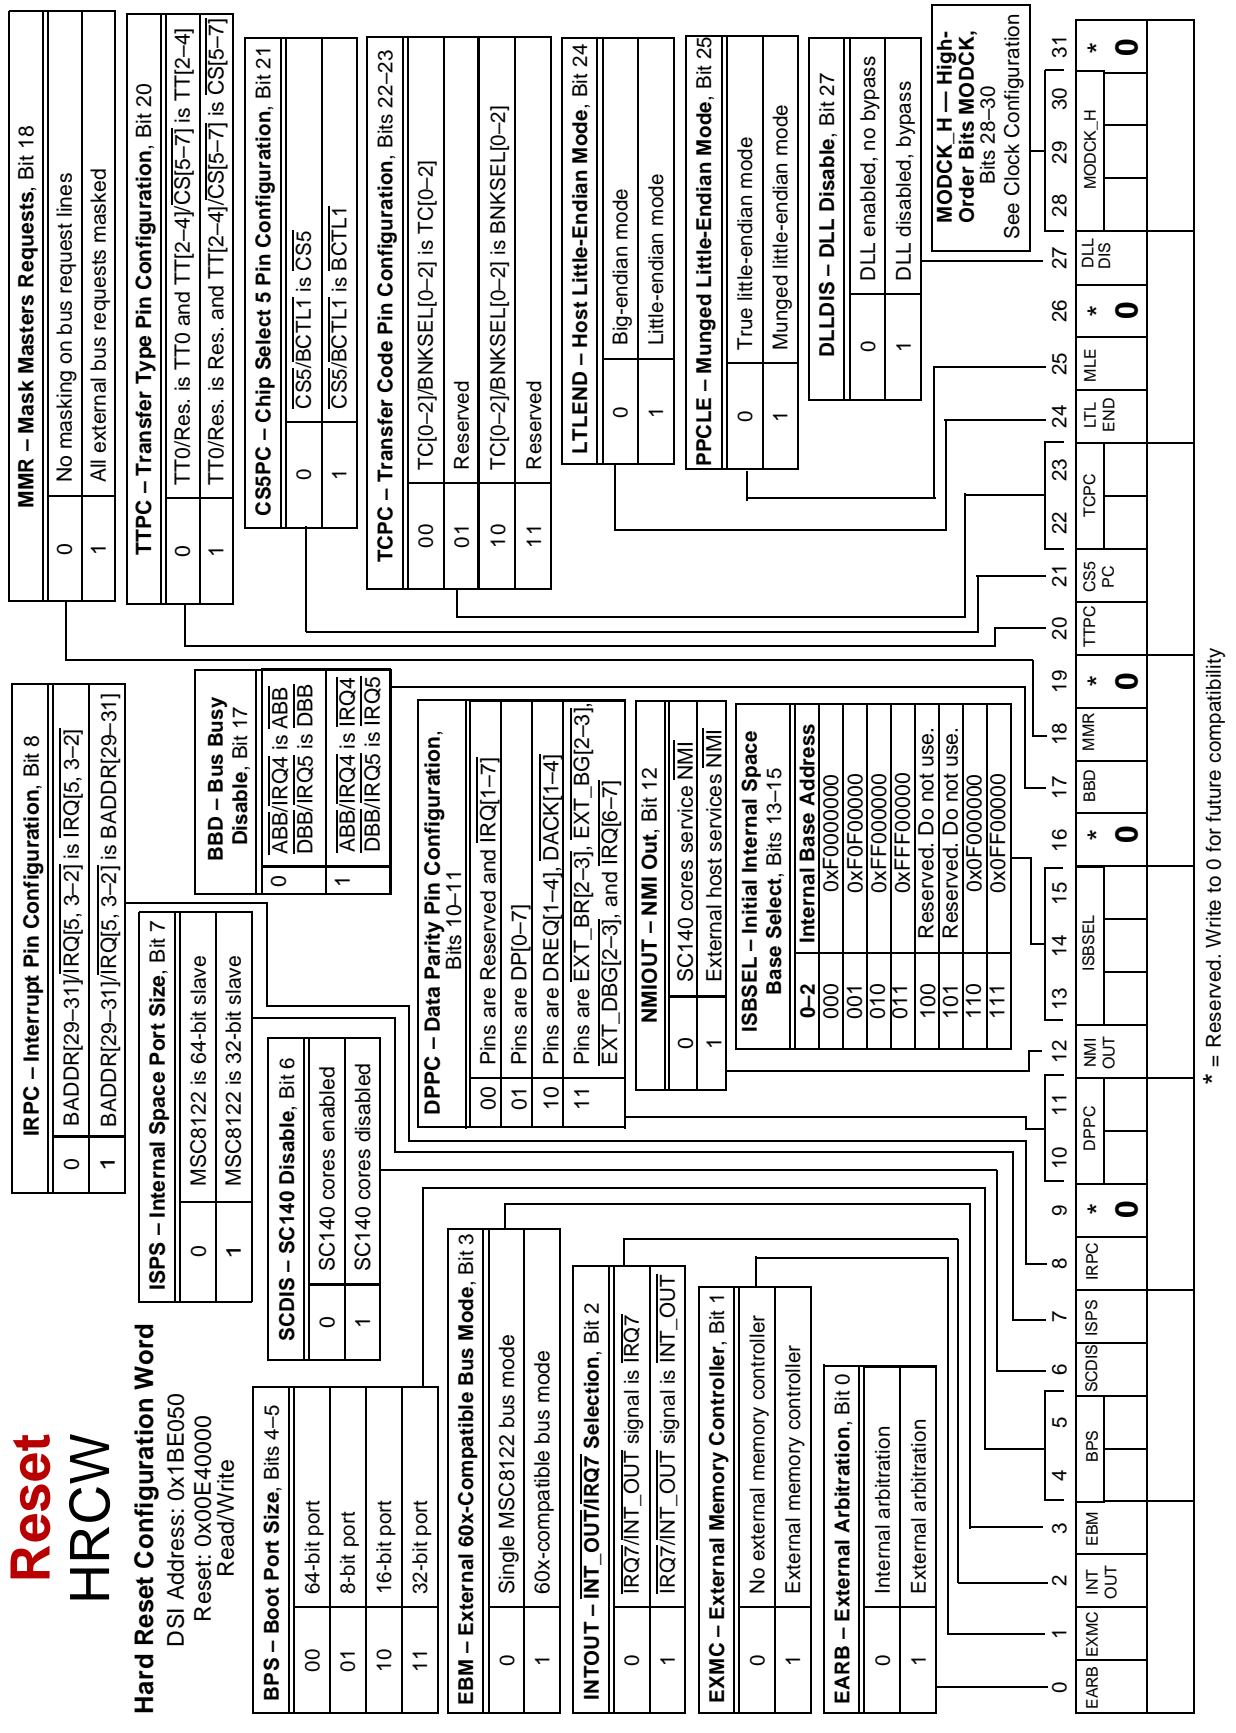 Reset
HRCW
Hard Reset Configuration Word
DSI Address: 0x1BE050
Reset: 0x00E40000
Read/Write
BPS – Boot Port Size, Bits 4–5
00 64-bit port
01 8-bit port
10 16-bit port
11 32-bit port
EBM – External 60x-Compatible Bus Mode, Bit 3
0 Single MSC8122 bus mode
1 60x-compatible bus mode
INTOUT – INT_OUT/IRQ7 Selection, Bit 2
0 IRQ7/INT_OUT signal is IRQ7
1 IRQ7/INT_OUT signal is INT_OUT
EXMC – External Memory Controller, Bit 1
0 No external memory controller
1 External memory controller
EARB – External Arbitration, Bit 0
0 Internal arbitration
1 External arbitration
IRPC – Interrupt Pin Configuration, Bit 8
0 BADDR[29–31]/IRQ[5, 3–2] is IRQ[5, 3–2]
1 BADDR[29–31]/IRQ[5, 3–2] is BADDR[29–31]
ISPS – Internal Space Port Size, Bit 7
0 MSC8122 is 64-bit slave
1 MSC8122 is 32-bit slave
SCDIS – SC140 Disable, Bit 6
0 SC140 cores enabled
1 SC140 cores disabled
BBD – Bus Busy
Disable, Bit 17
0 ABB/IRQ4 is ABB
DBB/IRQ5 is DBB
1 ABB/IRQ4 is IRQ4
DBB/IRQ5 is IRQ5
DPPC – Data Parity Pin Configuration,
Bits 10–11
00 Pins are Reserved and IRQ[1–7]
01 Pins are DP[0–7]
10 Pins are DREQ[1–4], DACK[1–4]
11 Pins are EXT_BR[2–3], EXT_BG[2–3],
EXT_DBG[2–3], and IRQ[6–7]
NMIOUT – NMI Out, Bit 12
0 SC140 cores service NMI
1 External host services NMI
ISBSEL – Initial Internal Space
Base Select, Bits 13–15
0–2 Internal Base Address
000 0xF0000000
001 0xF0F00000
010 0xFF000000
011 0xFFF00000
100 Reserved. Do not use.
101 Reserved. Do not use.
110 0x0F000000
111 0x0FF00000
MMR – Mask Masters Requests, Bit 18
0 No masking on bus request lines
1 All external bus requests masked
TTPC – Transfer Type Pin Configuration, Bit 20
0 TT0/Res. is TT0 and TT[2–4]/CS[5–7] is TT[2–4]
1 TT0/Res. is Res. and TT[2–4]/CS[5–7] is CS[5–7]
CS5PC – Chip Select 5 Pin Configuration, Bit 21
0 CS5/BCTL1 is CS5
1 CS5/BCTL1 is BCTL1
TCPC – Transfer Code Pin Configuration, Bits 22–23
00 TC[0–2]/BNKSEL[0–2] is TC[0–2]
01 Reserved
10 TC[0–2]/BNKSEL[0–2] is BNKSEL[0–2]
11 Reserved
LTLEND – Host Little-Endian Mode, Bit 24
0 Big-endian mode
1 Little-endian mode
PPCLE – Munged Little-Endian Mode, Bit 25
0 True little-endian mode
1 Munged little-endian mode
DLLDIS – DLL Disable, Bit 27
0 DLL enabled, no bypass
1 DLL disabled, bypass
MODCK_H — High-
Order Bits MODCK,
Bits 28–30
See Clock Configuration
0 1 2 3 4 5 6 7 8 9 10 11 12 13 14 15 16 17 18 19 20 21 22 23 24 25 26 27 28 29 30 31
EARB EXMC INT OUT EBM BPS SCDIS ISPS IRPC * DPPC NMI OUT ISBSEL * BBD MMR * TTPC CS5 PC TCPC LTL END MLE * DLL DIS MODCK_H *
0 0 0 0 0
* = Reserved. Write to 0 for future compatibility